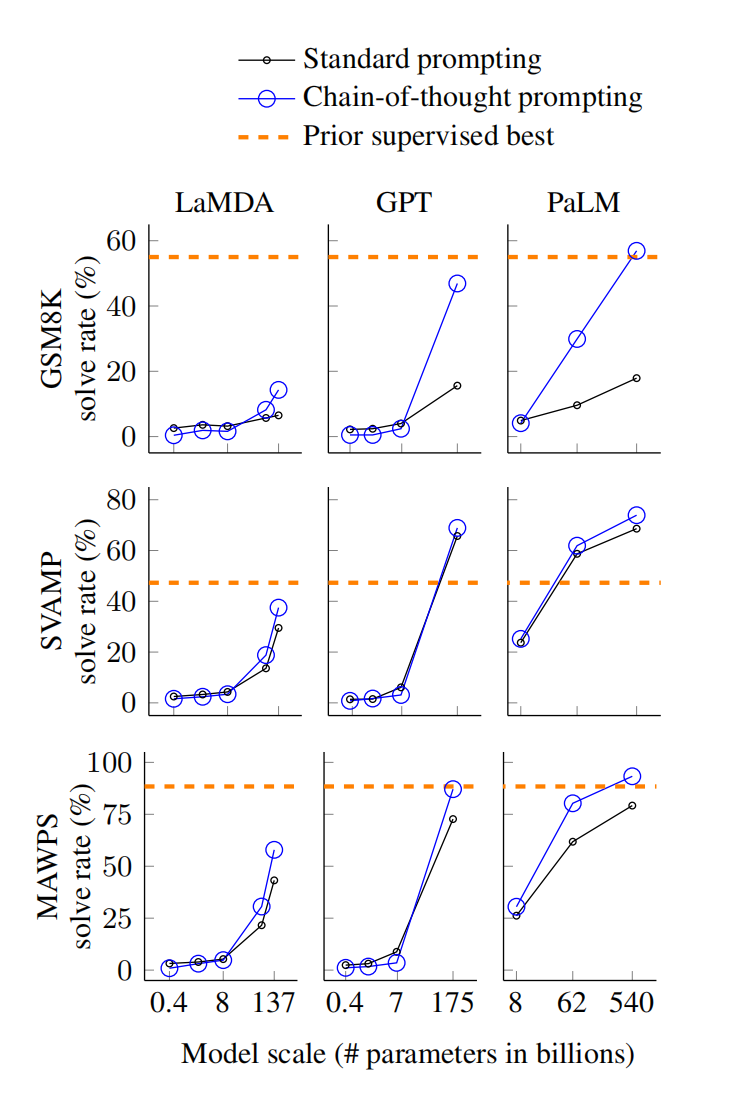 Standard prompting
Chain-of-thought prompting
Prior supervised best
LaMDA GPT PaLM
60
40
20
0
GSM8K
solve rate (%)
80
60
40
20
0
SVAMP
solve rate (%)
100
75
50
25
0
MAWPS
solve rate (%)
0.4 8 137 0.4 7 175 8 62 540
Model scale (# parameters in billions)